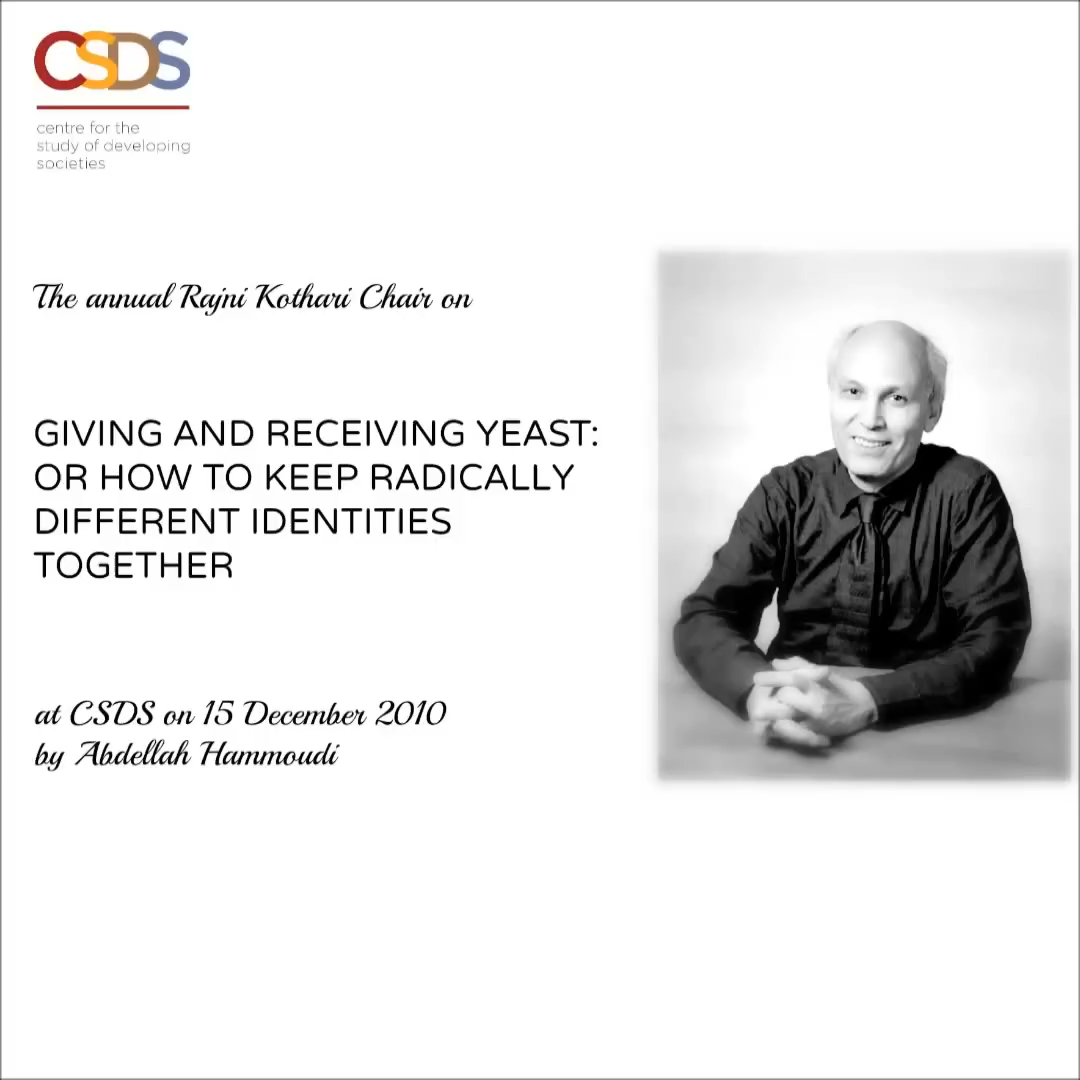 CSDS
centre for the
study of developing
societies
The annual Rajni Kothari Chair on
GIVING AND RECEIVING YEAST:
OR HOW TO KEEP RADICALLY
DIFFERENT IDENTITIES
TOGETHER
at CSDS on 15 December 2010
by Abdellah Hammoudi